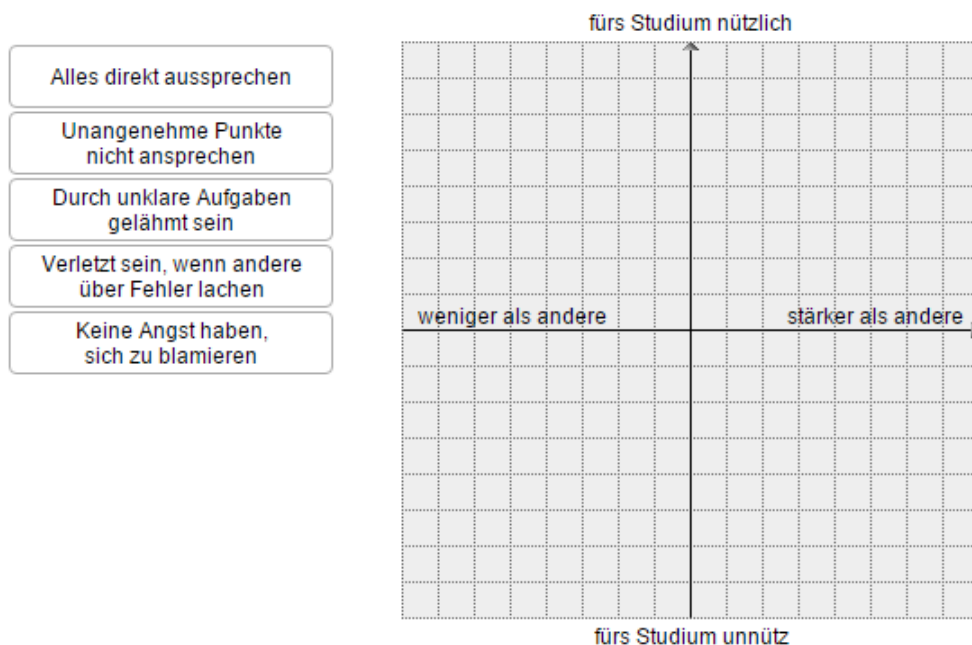 fürs Studium nützlich
Alles direkt aussprechen
Unangenehme Punkte
nicht ansprechen
Durch unklare Aufgaben
gelähmt sein
Verletzt sein, wenn andere
über Fehler lachen
Keine Angst haben,
sich zu blamieren
weniger als andere
stärker als andere
fürs Studium unnütz